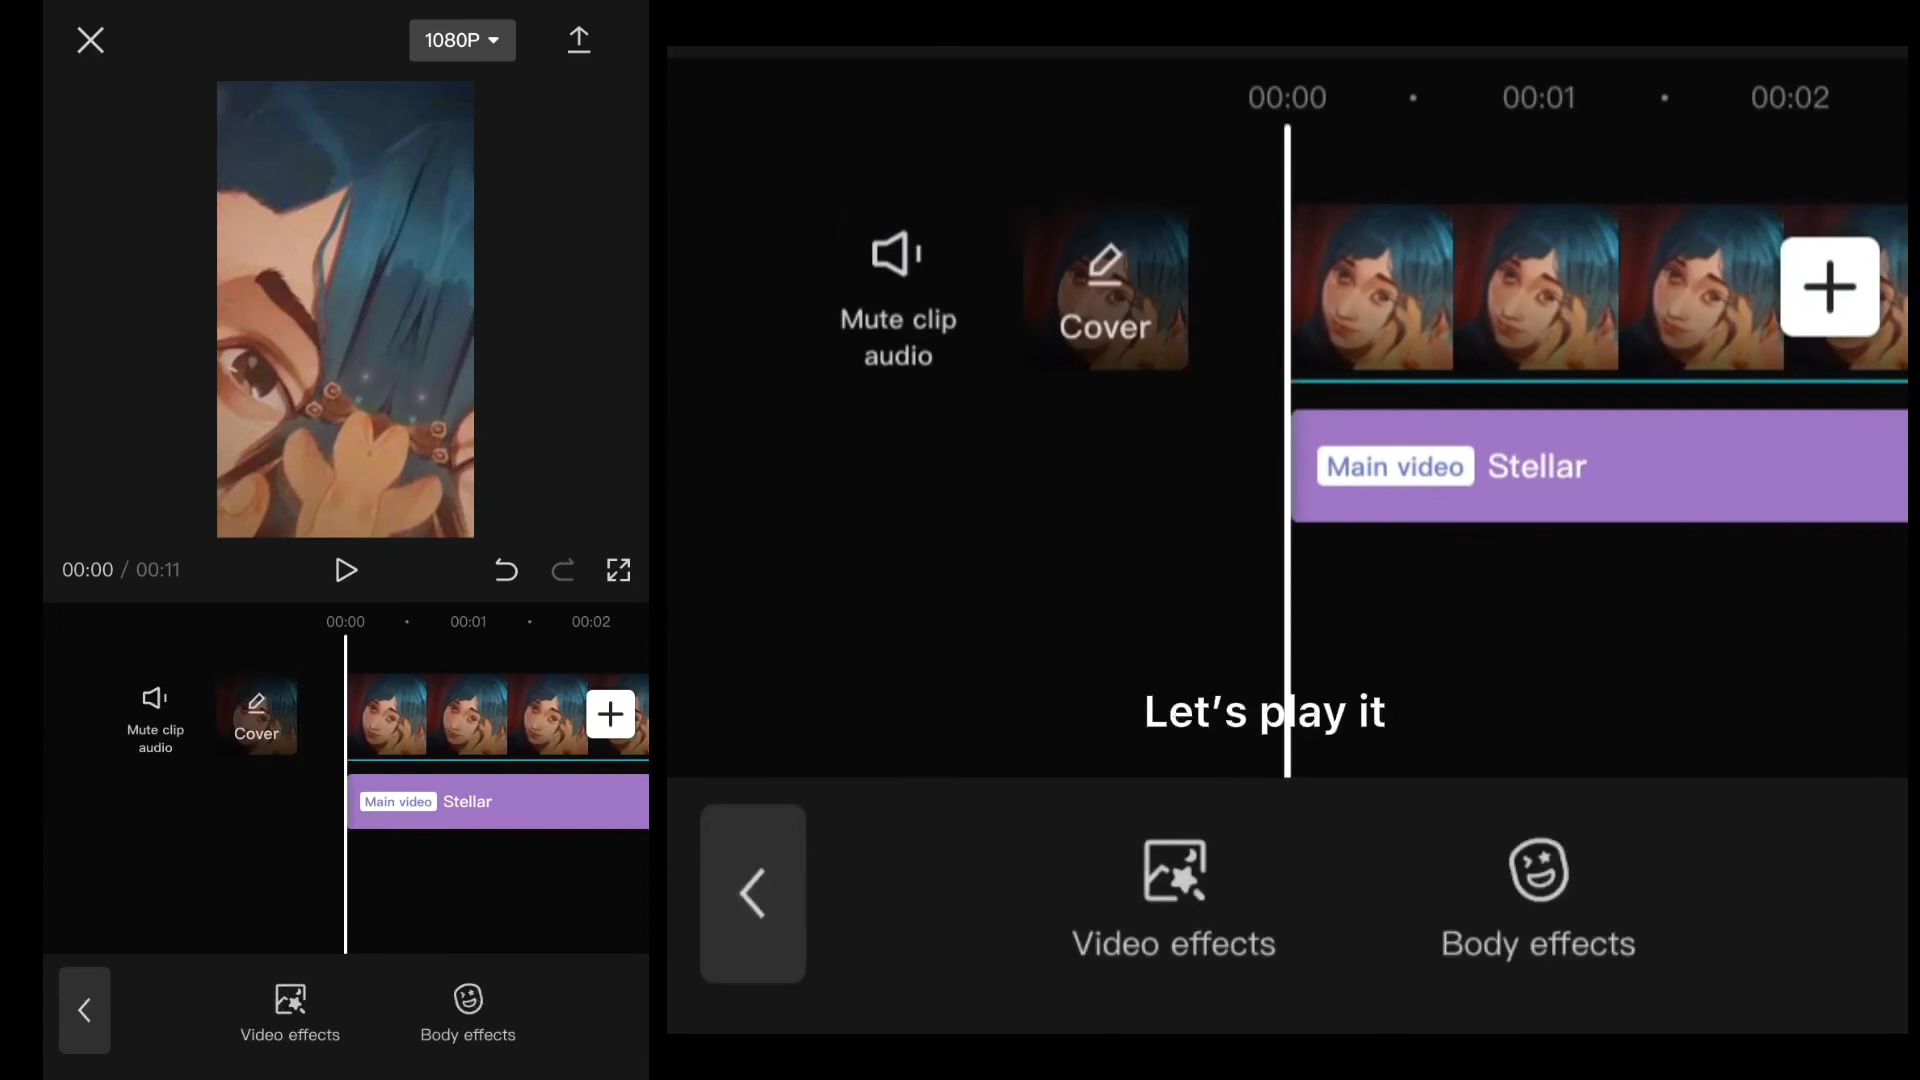 1080P
00:00 / 00:11
00:00 • 00:01 • 00:02
Mute clip
audio
Cover
Main video Stellar
Video effects
Body effects
00:00 • 00:01 • 00:02
Mute clip
audio
Cover
Main video Stellar
Let's play it
Video effects
Body effects